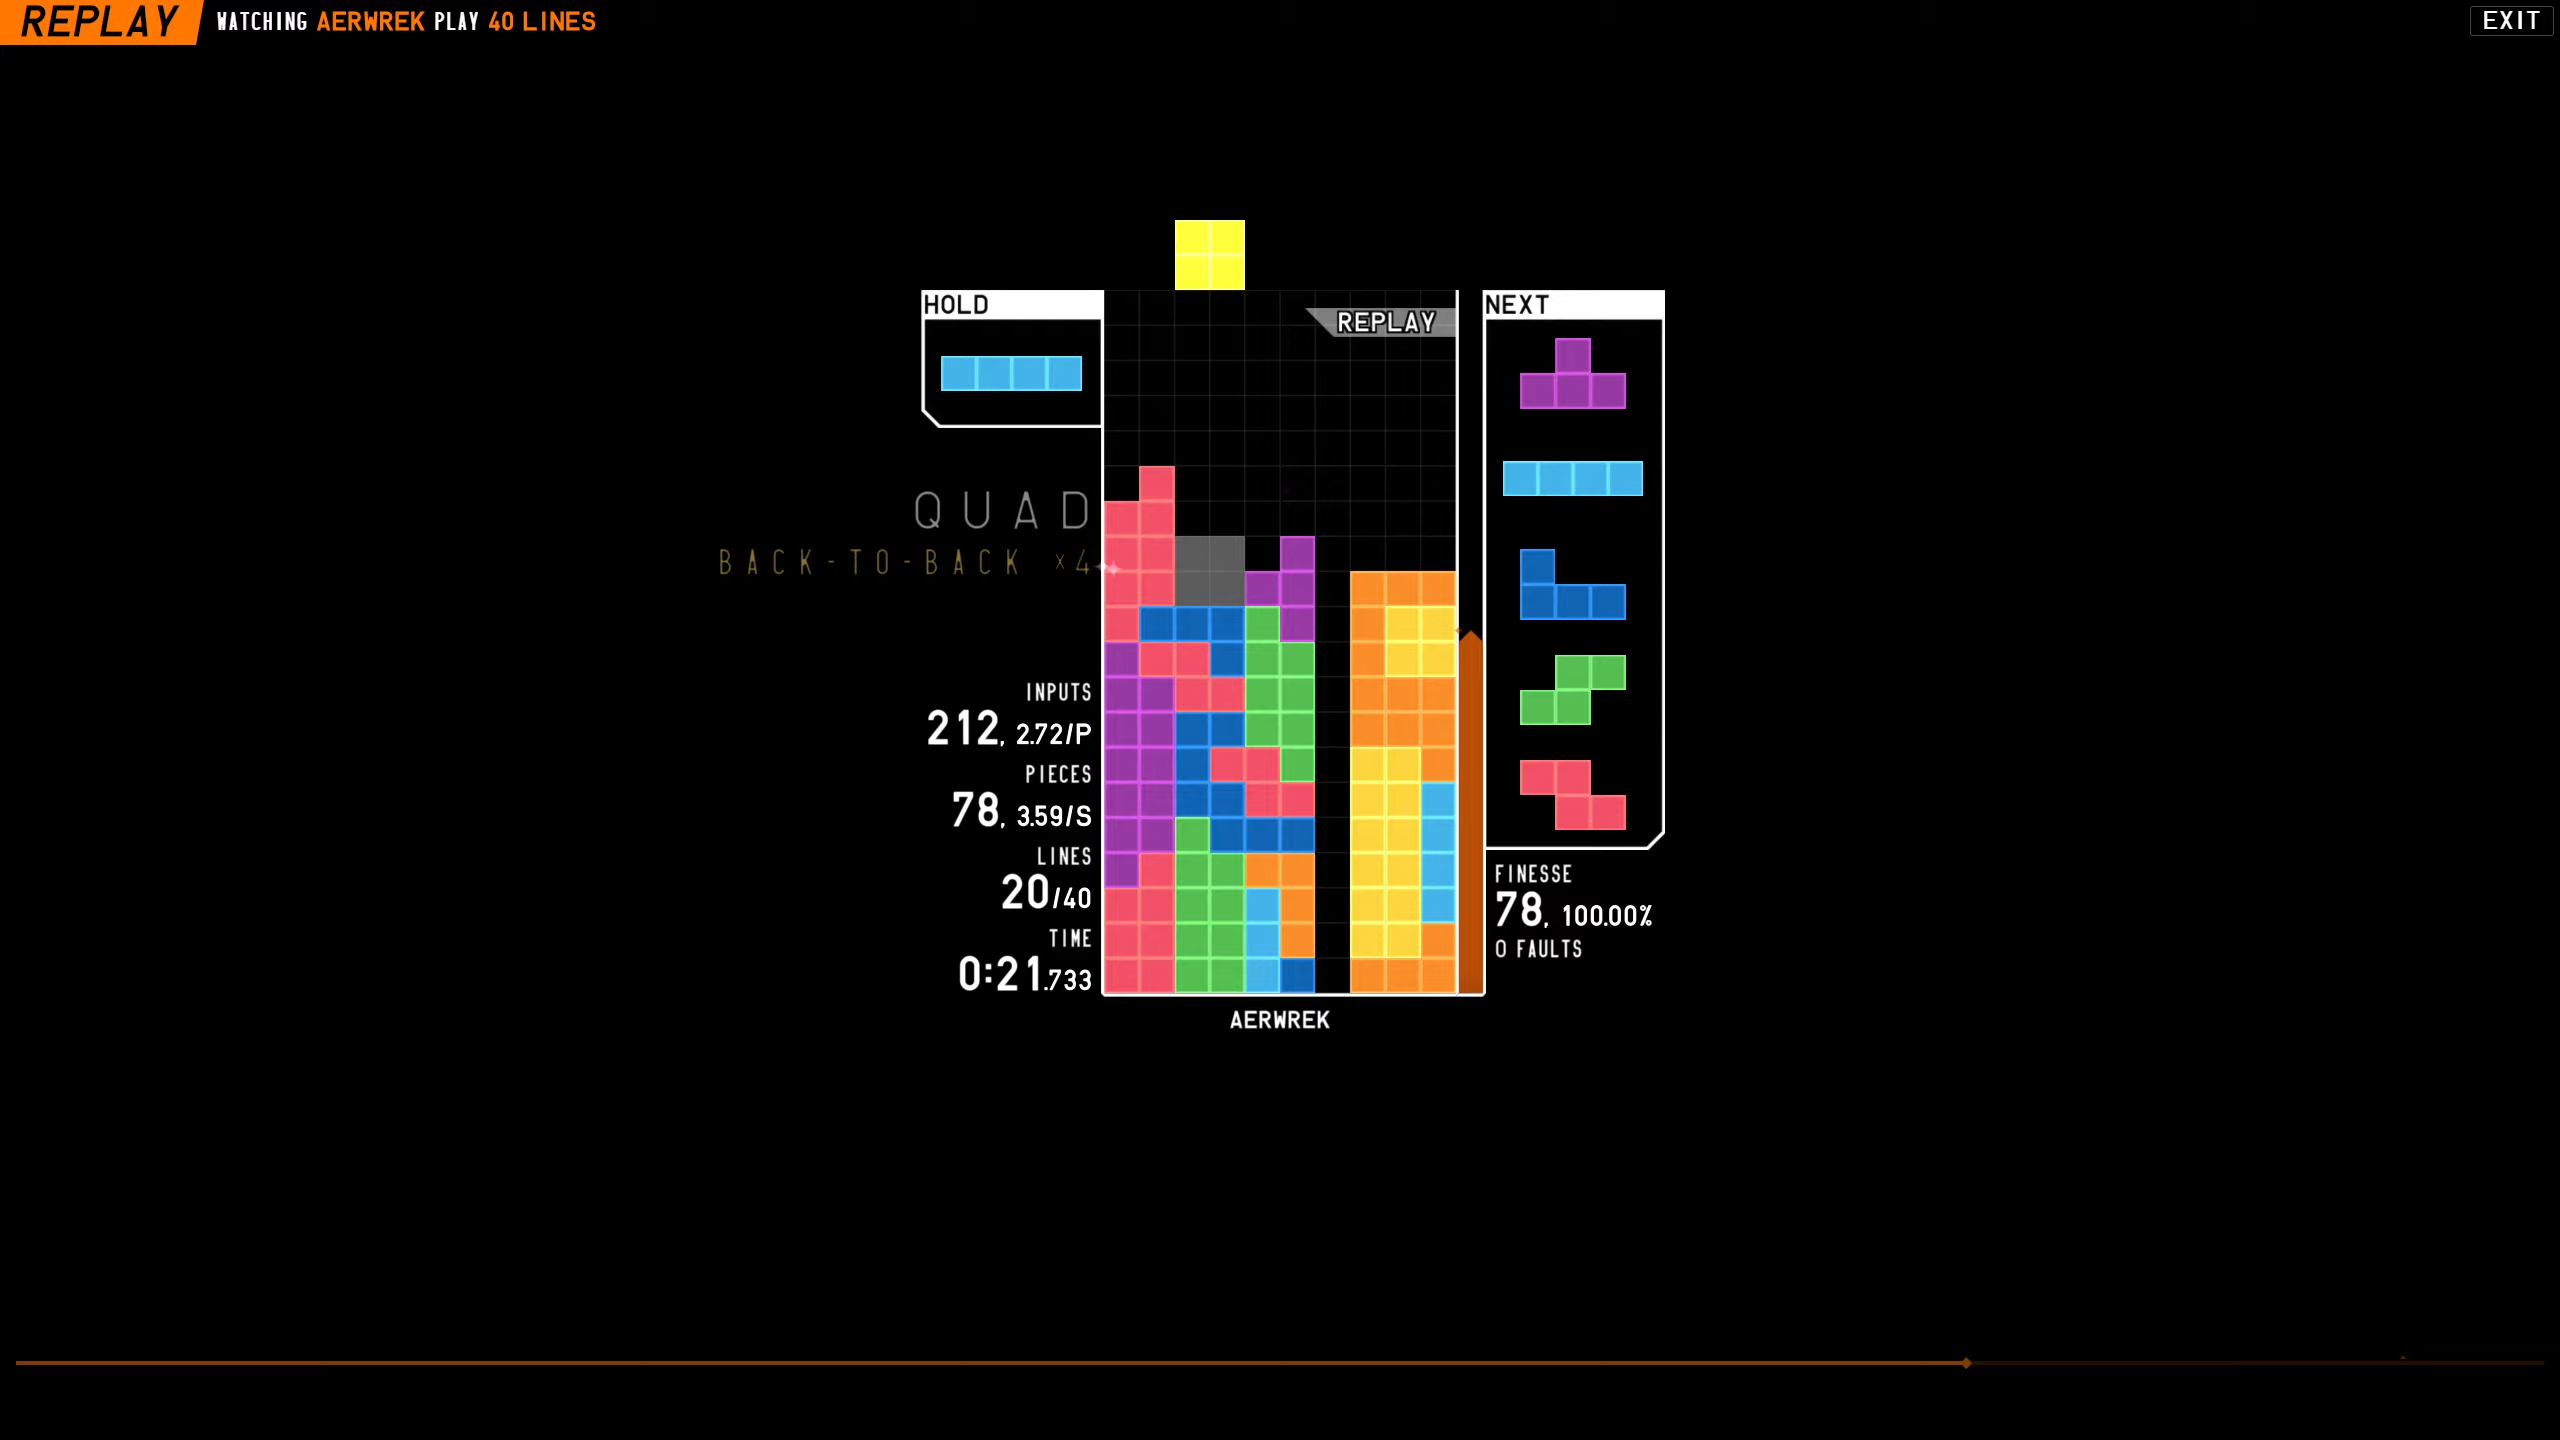 REPLAY WATCHING AERWREK PLAY 40 LINES
EXIT
HOLD
REPLAY
NEXT
QUAD
BACK-TO-BACK ×4
INPUTS
212, 2.72/P
PIECES
78, 3.59/S
LINES
20/40
TIME
0:21.733
FINESSE
78, 100.00%
0 FAULTS
AERWREK